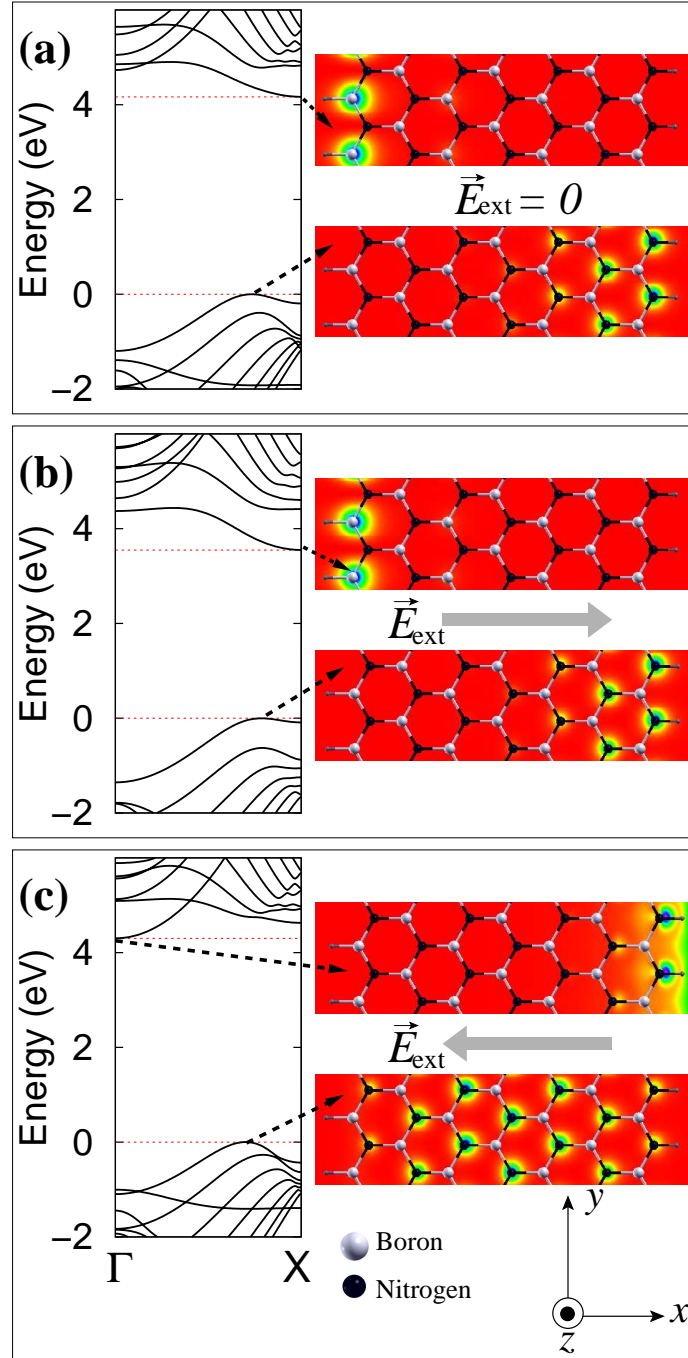 (a)
Energy (eV)
4
2
0
−2
E⃗ext = 0
(b)
Energy (eV)
4
2
0
−2
E⃗ext
(c)
Energy (eV)
4
2
0
−2
Γ X
E⃗ext
Boron
Nitrogen
y
x
z